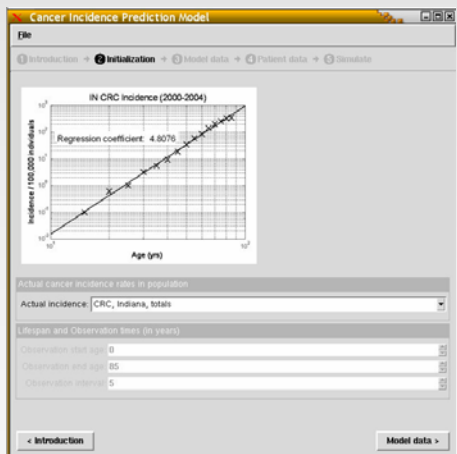 Cancer Incidence Prediction Model
File
1 Introduction → 2 Initialization → 3 Model data → 4 Patient data → 5 Simulate
IN CRC Incidence (2000-2004)
Regression coefficient: 4.8076
Incidence / 100,000 individuals
10¹
10²
Age (yrs)
Actual cancer incidence rates in population
Actual incidence: CRC, Indiana, totals
Lifespan and Observation times (in years)
Observation start age 0
Observation end age 85
Observation interval 5
< Introduction
Model data >